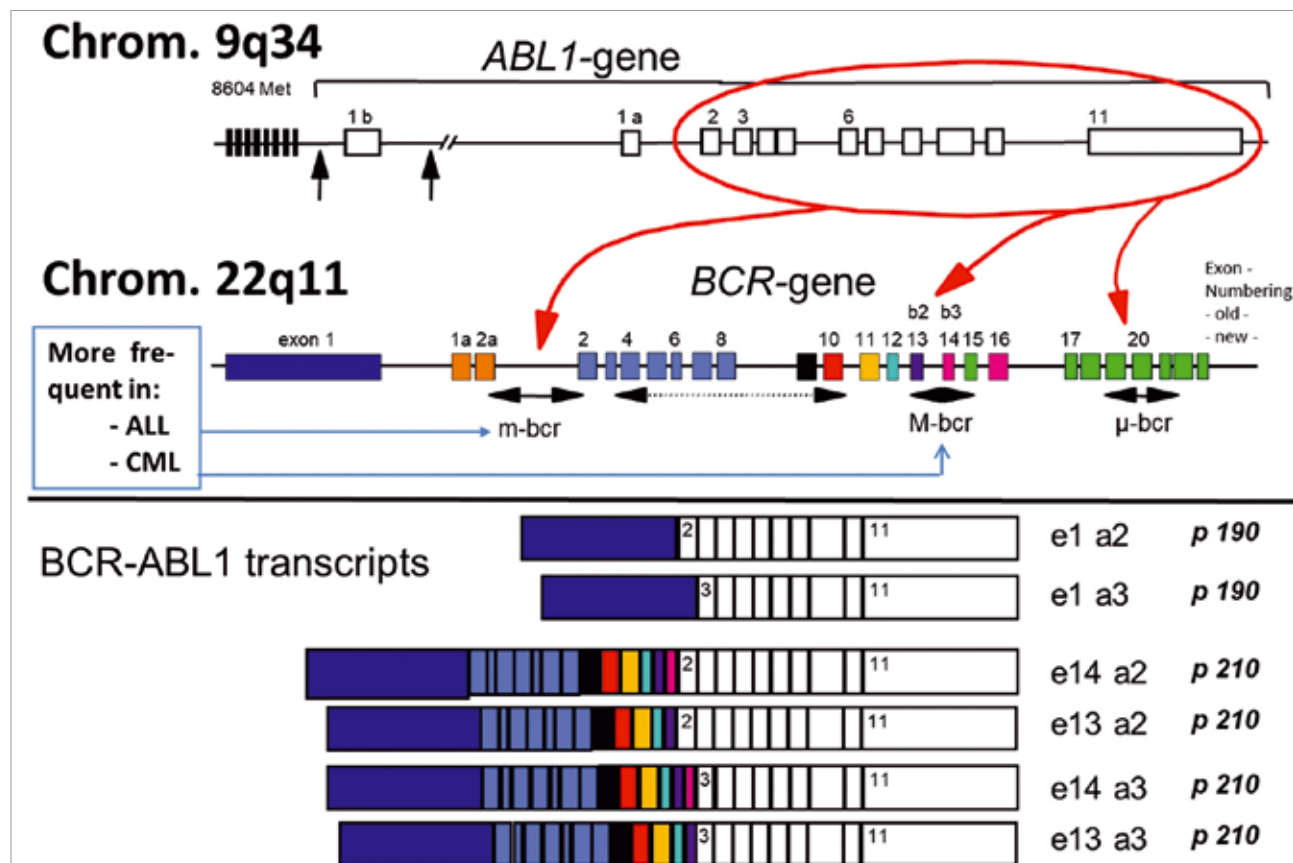 Chrom. 9q34
ABL1-gene
8604 Met
1 b
1 a
2
3
6
11
Chrom. 22q11
BCR-gene
Exon -
Numbering
- old -
- new -
b2
b3
exon 1
1a
2a
2
4
6
8
10
11
12
13
14
15
16
17
20
More fre-
quent in:
- ALL
- CML
m-bcr
M-bcr
µ-bcr
BCR-ABL1 transcripts
2
11
e1 a2
p 190
3
11
e1 a3
p 190
2
11
e14 a2
p 210
2
11
e13 a2
p 210
3
11
e14 a3
p 210
3
11
e13 a3
p 210